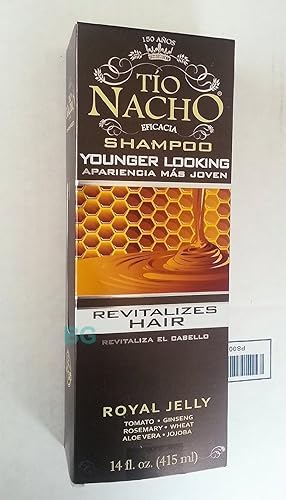 150 AÑOS
TÍO
NACHO®
EFICACIA
SHAMPOO
YOUNGER LOOKING
APARIENCIA MÁS JOVEN
REVITALIZES
HAIR
REVITALIZA EL CABELLO
BG
ROYAL JELLY
TOMATO • GINSENG
ROSEMARY • WHEAT
ALOE VERA • JOJOBA
14 fl. oz. (415 ml)